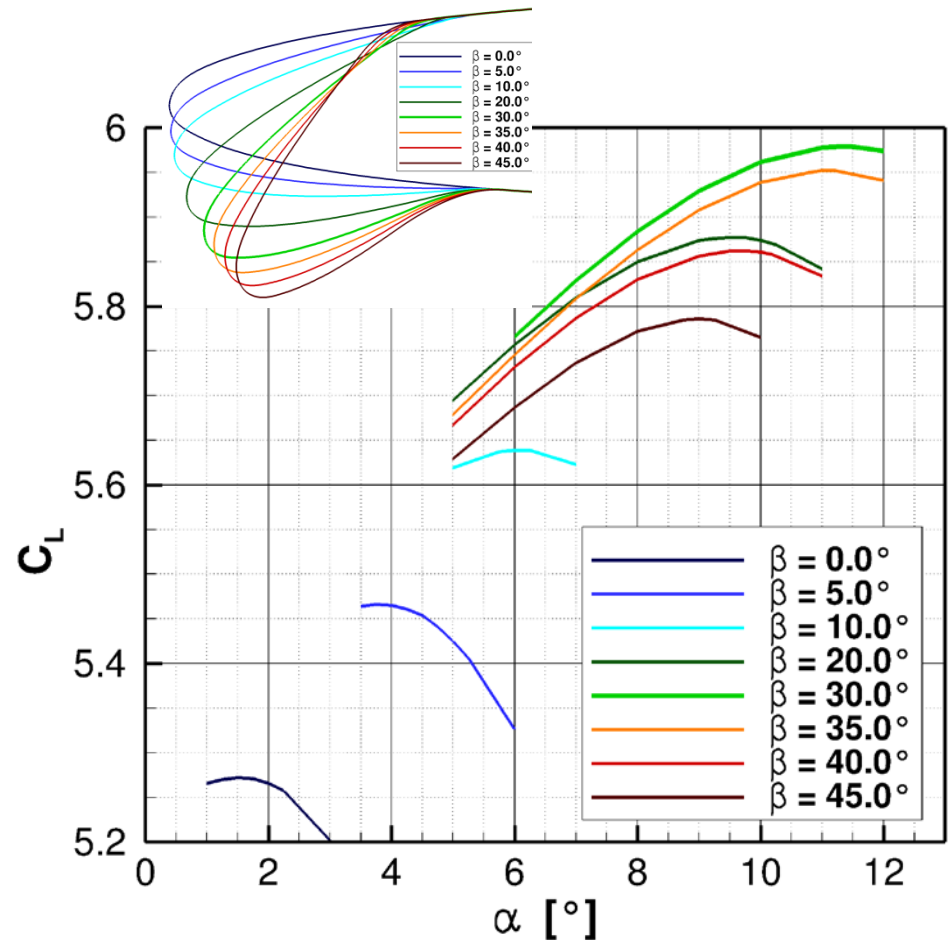 β = 0.0°
β = 5.0°
β = 10.0°
β = 20.0°
β = 30.0°
β = 35.0°
β = 40.0°
β = 45.0°
6
5.8
5.6
5.4
5.2
C_L
β = 0.0°
β = 5.0°
β = 10.0°
β = 20.0°
β = 30.0°
β = 35.0°
β = 40.0°
β = 45.0°
0 2 4 6 8 10 12
α [°]